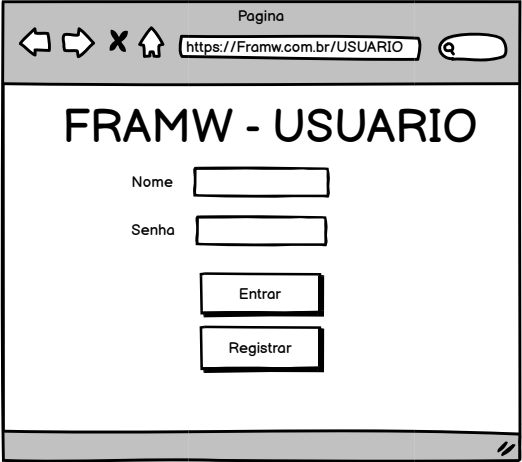 Pagina
https://Framw.com.br/USUARIO
FRAMW - USUARIO
Nome
Senha
Entrar
Registrar